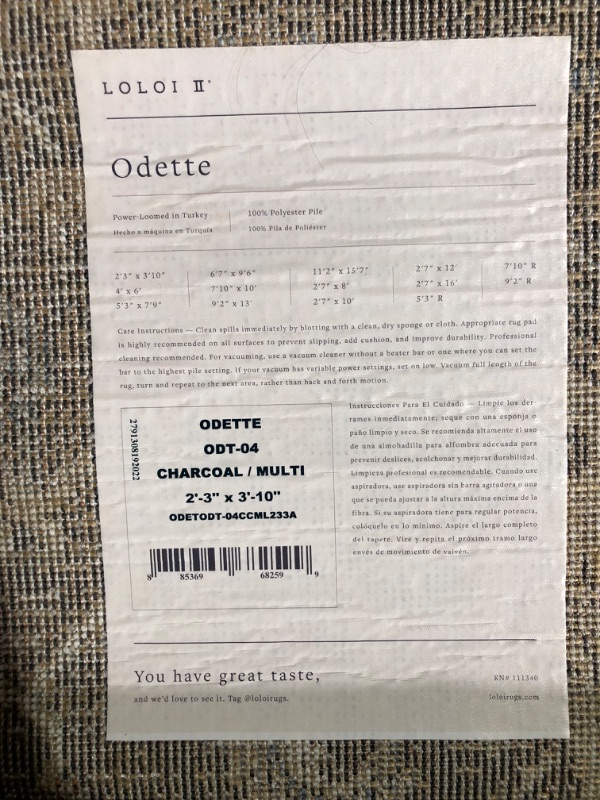 LOLOI II
Odette
Power-Loomed in Turkey
Hecho a máquina en Turquía
100% Polyester Pile
100% Pila de Poliéster
2'3" x 3'10"
4' x 6'
5'3" x 7'9"
6'7" x 9'6"
7'10" x 10'
9'2" x 13'
11'2" x 15'7"
2'7" x 8'
2'7" x 10'
2'7" x 12'
2'7" x 16'
5'3" R
7'10" R
9'2" R
Care Instructions — Clean spills immediately by blotting with a clean, dry sponge or cloth. Appropriate rug pad
is highly recommended on all surfaces to prevent slipping, add cushion, and improve durability. Professional
cleaning recommended. For vacuuming, use a vacuum cleaner without a beater bar or one where you can set the
bar to the highest pile setting. If your vacuum has variable power settings, set on low. Vacuum full length of the
rug, turn and repeat to the next area, rather than back and forth motion.
2791308192022
ODETTE
ODT-04
CHARCOAL / MULTI
2'-3" x 3'-10"
ODETODT-04CCML233A
8 85369 68259 9
Instrucciones Para El Cuidado — Limpie los der-
rames inmediatamente; seque con una esponja o
paño limpio y seco. Se recomienda altamente el uso
de una almohadilla para alfombra adecuada para
prevenir deslices, acolchonar y mejorar durabilidad.
Limpieza profesional es recomendable. Cuando use
aspiradora, use aspiradora sin barra agitadora o una
que se pueda ajustar a la altura máxima encima de la
fibra. Si su aspiradora tiene para regular potencia,
colóquelo en lo mínimo. Aspire el largo completo
del tapete. Vire y repita el próximo tramo largo
envés de movimiento de vaivén.
You have great taste,
and we'd love to see it. Tag @loloirugs.
RN# 111340
loloirugs.com